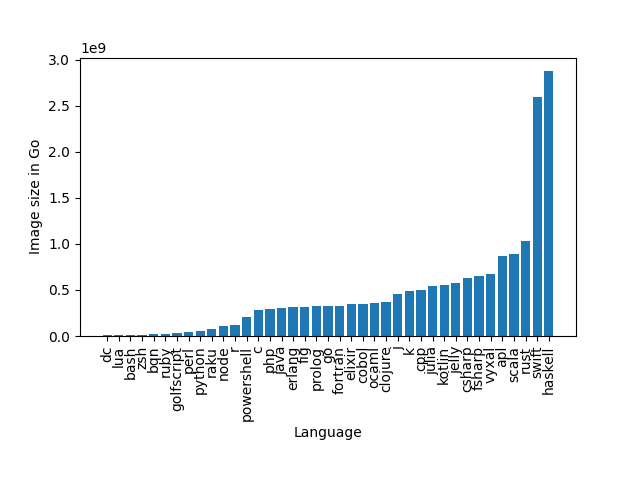 1e9
3.0
2.5
2.0
1.5
1.0
0.5
0.0
Image size in Go
dc
lua
bash
zsh
bqn
ruby
golfscript
perl
python
raku
node
r
powershell
c
php
java
erlang
fig
prolog
go
fortran
elixir
cobol
ocaml
clojure
j
k
cpp
julia
kotlin
jelly
csharp
fsharp
vyxal
apl
scala
rust
swift
haskell
Language